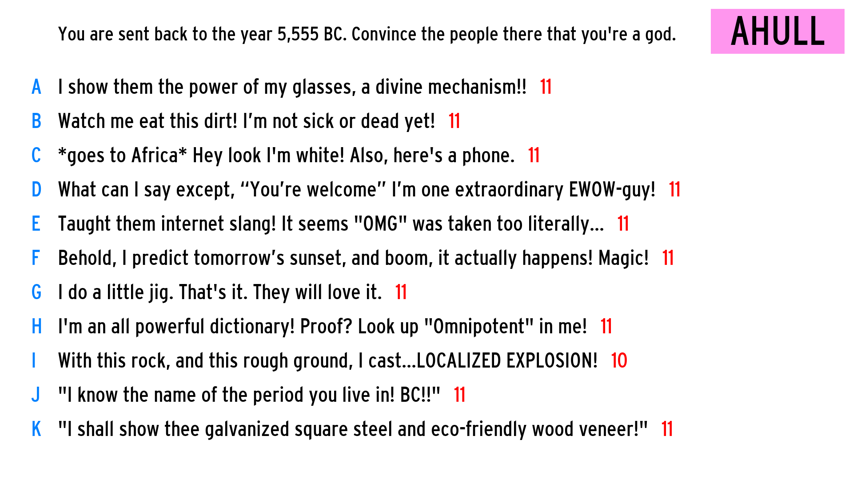 You are sent back to the year 5,555 BC. Convince the people there that you're a god.
AHULL
A I show them the power of my glasses, a divine mechanism!! 11
B Watch me eat this dirt! I’m not sick or dead yet! 11
C *goes to Africa* Hey look I'm white! Also, here's a phone. 11
D What can I say except, “You’re welcome” I’m one extraordinary EWOW-guy! 11
E Taught them internet slang! It seems "OMG" was taken too literally... 11
F Behold, I predict tomorrow’s sunset, and boom, it actually happens! Magic! 11
G I do a little jig. That's it. They will love it. 11
H I'm an all powerful dictionary! Proof? Look up "Omnipotent" in me! 11
I With this rock, and this rough ground, I cast...LOCALIZED EXPLOSION! 10
J "I know the name of the period you live in! BC!!" 11
K "I shall show thee galvanized square steel and eco-friendly wood veneer!" 11